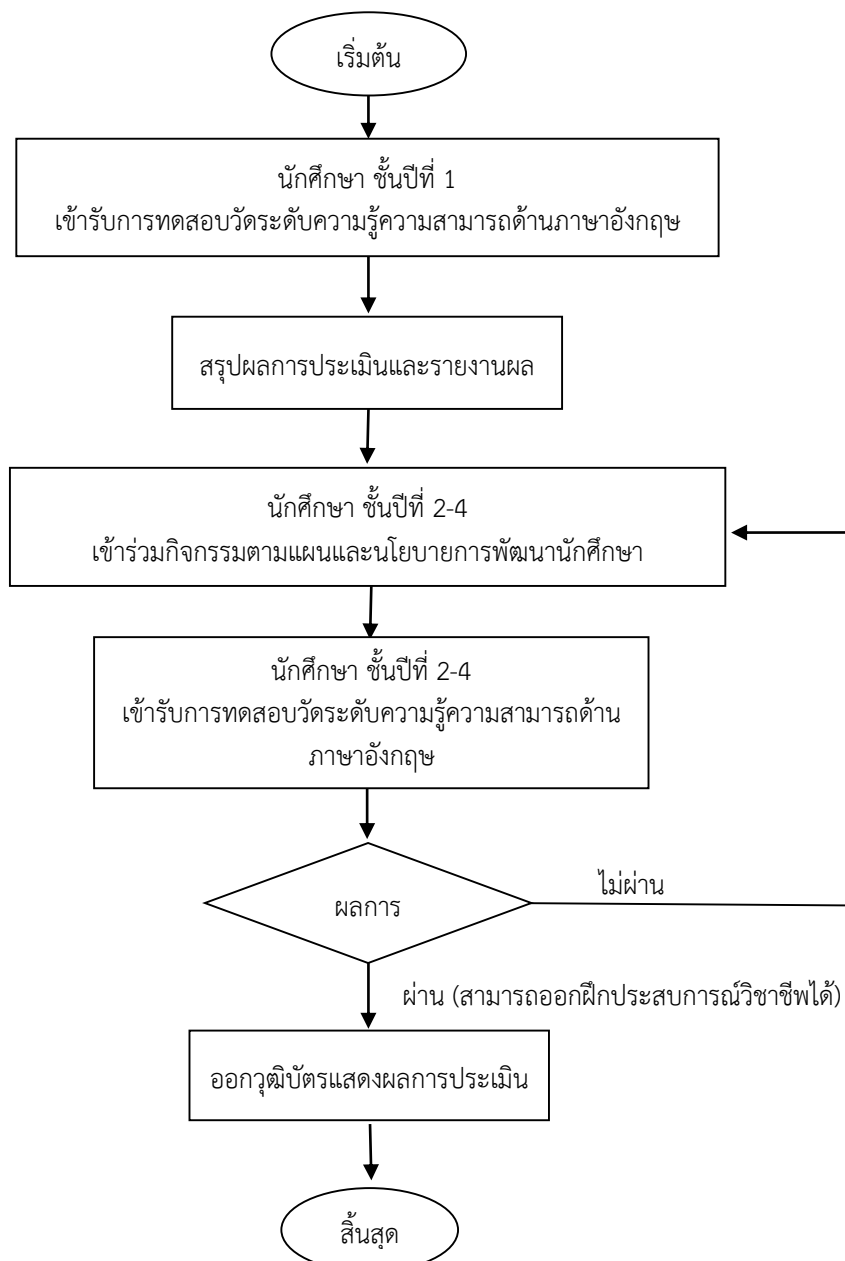 เริ่มต้น
นักศึกษา ชั้นปีที่ 1
เข้ารับการทดสอบวัดระดับความรู้ความสามารถด้านภาษาอังกฤษ
สรุปผลการประเมินและรายงานผล
นักศึกษา ชั้นปีที่ 2-4
เข้าร่วมกิจกรรมตามแผนและนโยบายการพัฒนานักศึกษา
นักศึกษา ชั้นปีที่ 2-4
เข้ารับการทดสอบวัดระดับความรู้ความสามารถด้าน
ภาษาอังกฤษ
ไม่ผ่าน
ผลการ
ผ่าน (สามารถออกฝึกประสบการณ์วิชาชีพได้)
ออกวุฒิบัตรแสดงผลการประเมิน
สิ้นสุด